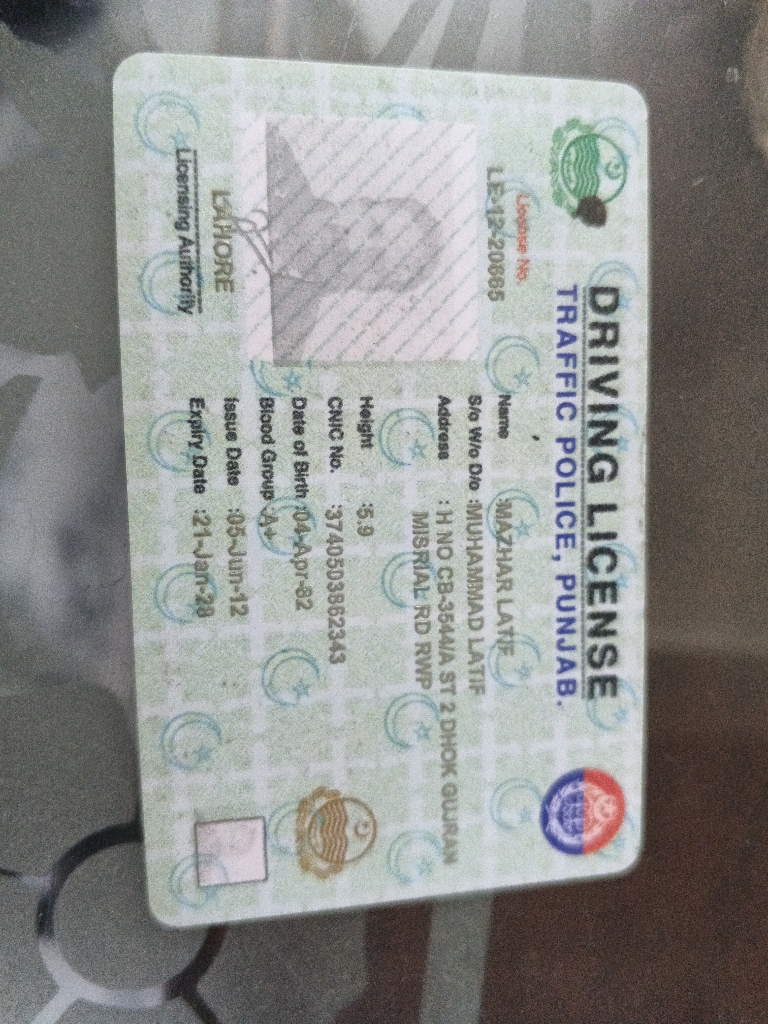 DRIVING LICENSE
TRAFFIC POLICE, PUNJAB.
License No.
LE-12-20665
Name :MAZHAR LATIF
S/o W/o D/o :MUHAMMAD LATIF
Address : H NO CB-3544/A ST 2 DHOK GUJRAN
MISRIAL RD RWP
Height :5.9
CNIC No. :3740503862343
Date of Birth :04-Apr-82
Blood Group :A+
Issue Date :05-Jun-12
Expiry Date :21-Jan-28
LAHORE
Licensing Authority